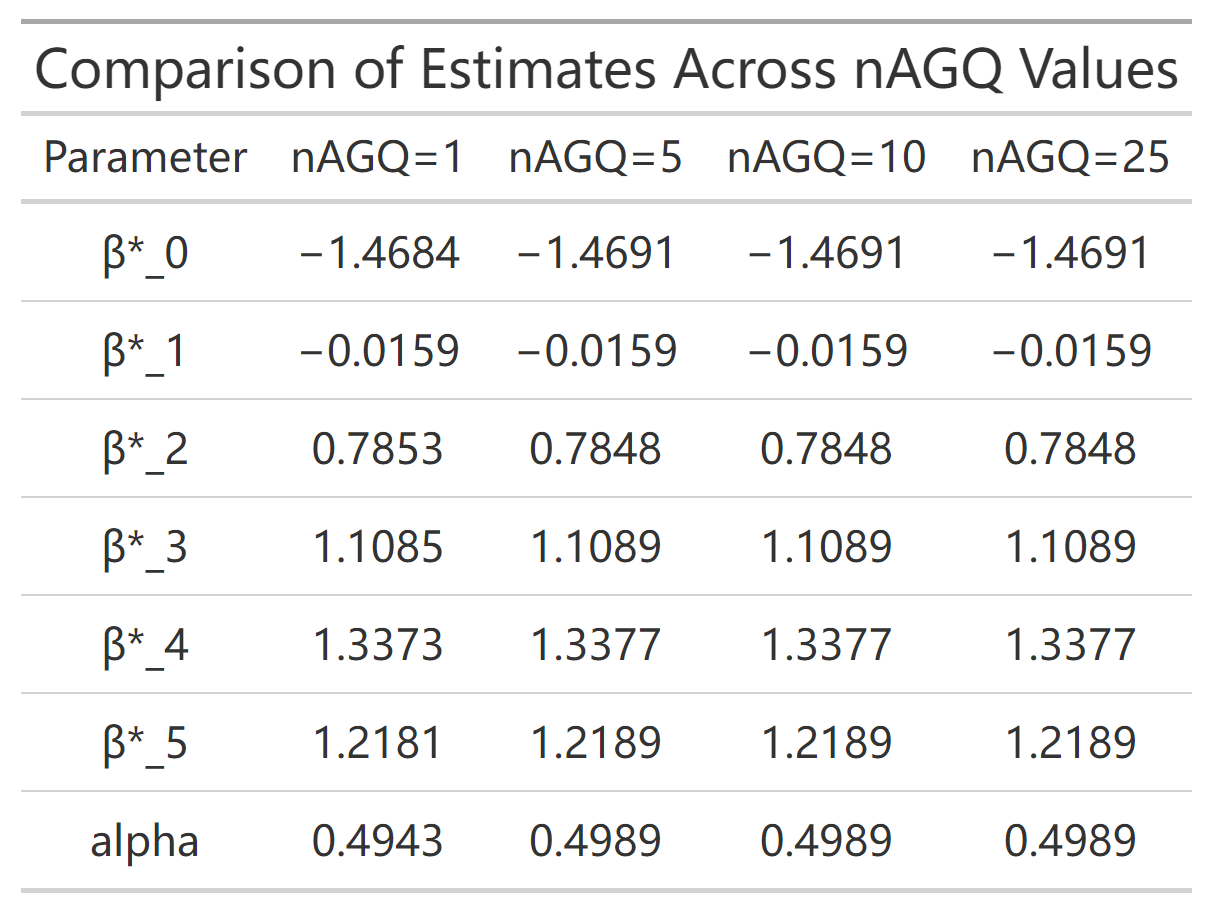 Comparison of Estimates Across nAGQ Values
Parameter nAGQ=1 nAGQ=5 nAGQ=10 nAGQ=25
β*_0 −1.4684 −1.4691 −1.4691 −1.4691
β*_1 −0.0159 −0.0159 −0.0159 −0.0159
β*_2 0.7853 0.7848 0.7848 0.7848
β*_3 1.1085 1.1089 1.1089 1.1089
β*_4 1.3373 1.3377 1.3377 1.3377
β*_5 1.2181 1.2189 1.2189 1.2189
alpha 0.4943 0.4989 0.4989 0.4989